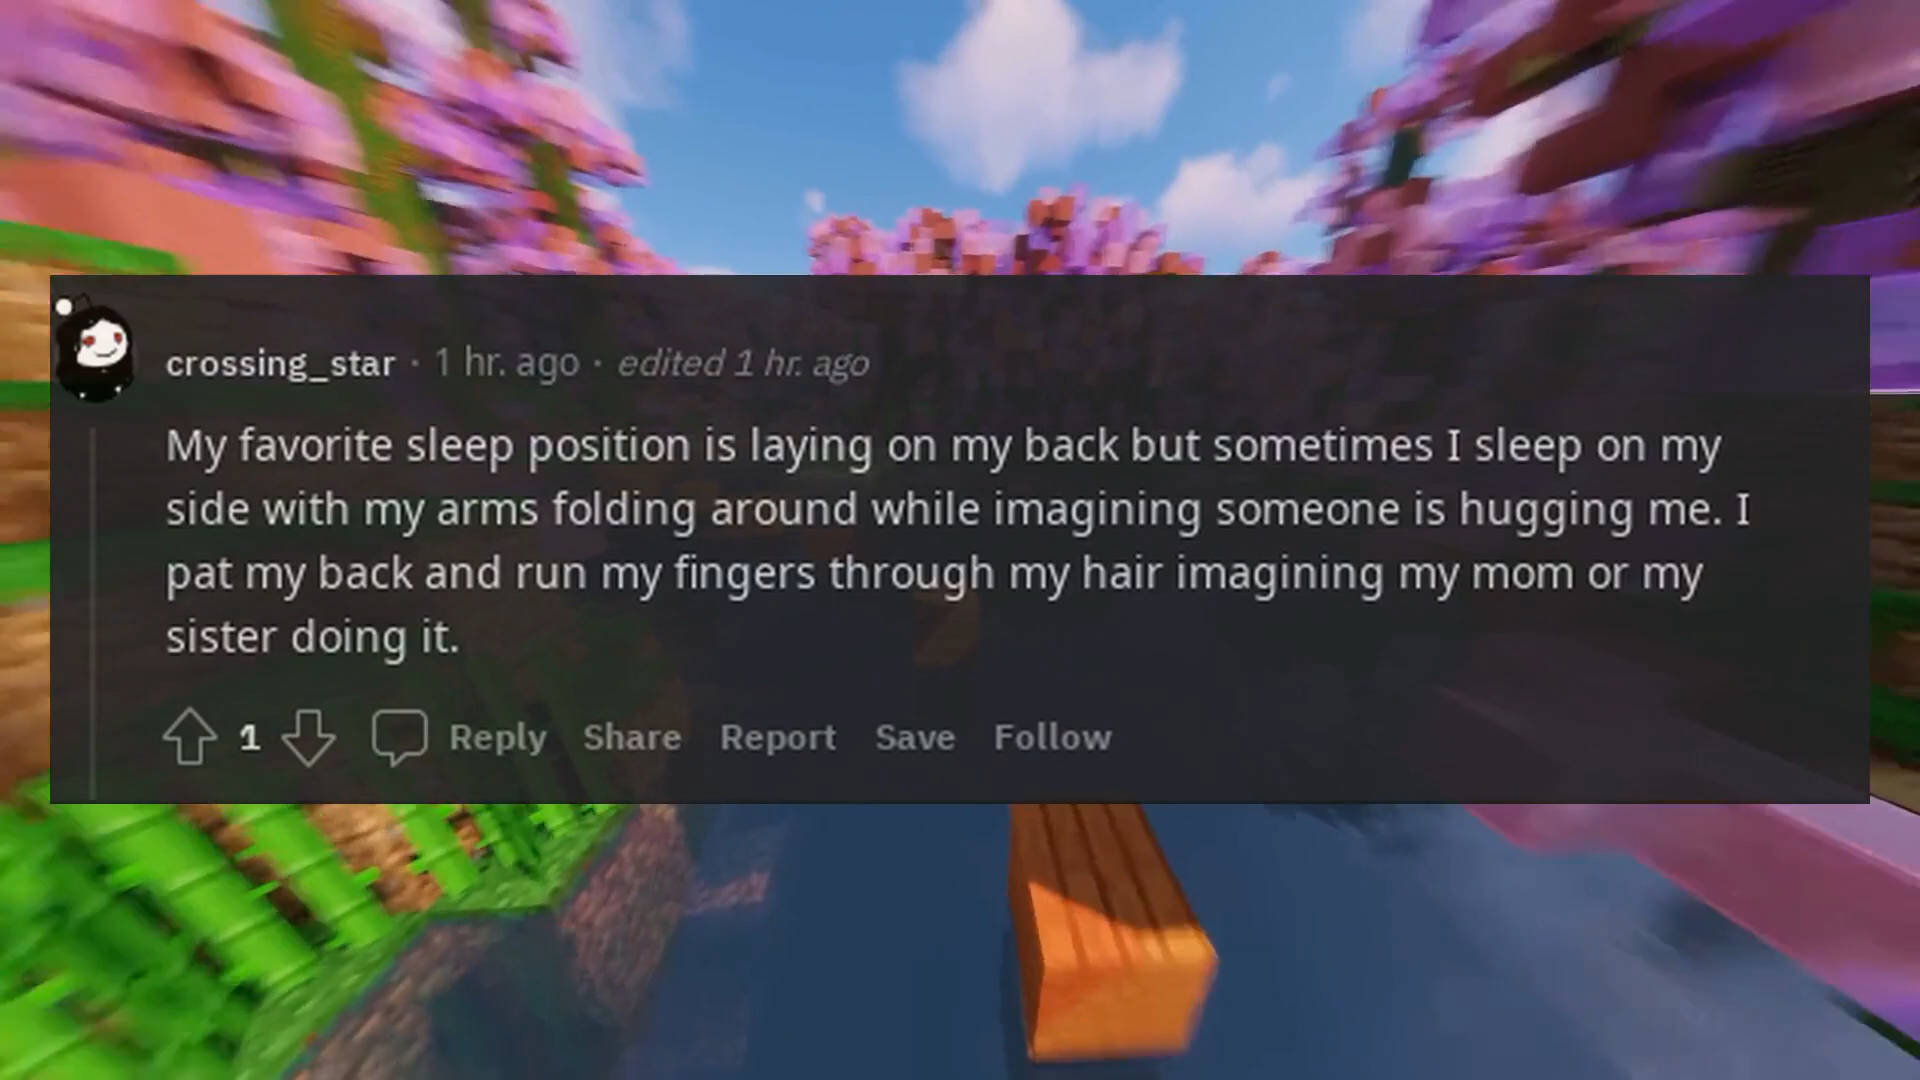 crossing_star · 1 hr. ago · edited 1 hr. ago
My favorite sleep position is laying on my back but sometimes I sleep on my
side with my arms folding around while imagining someone is hugging me. I
pat my back and run my fingers through my hair imagining my mom or my
sister doing it.
1 Reply Share Report Save Follow